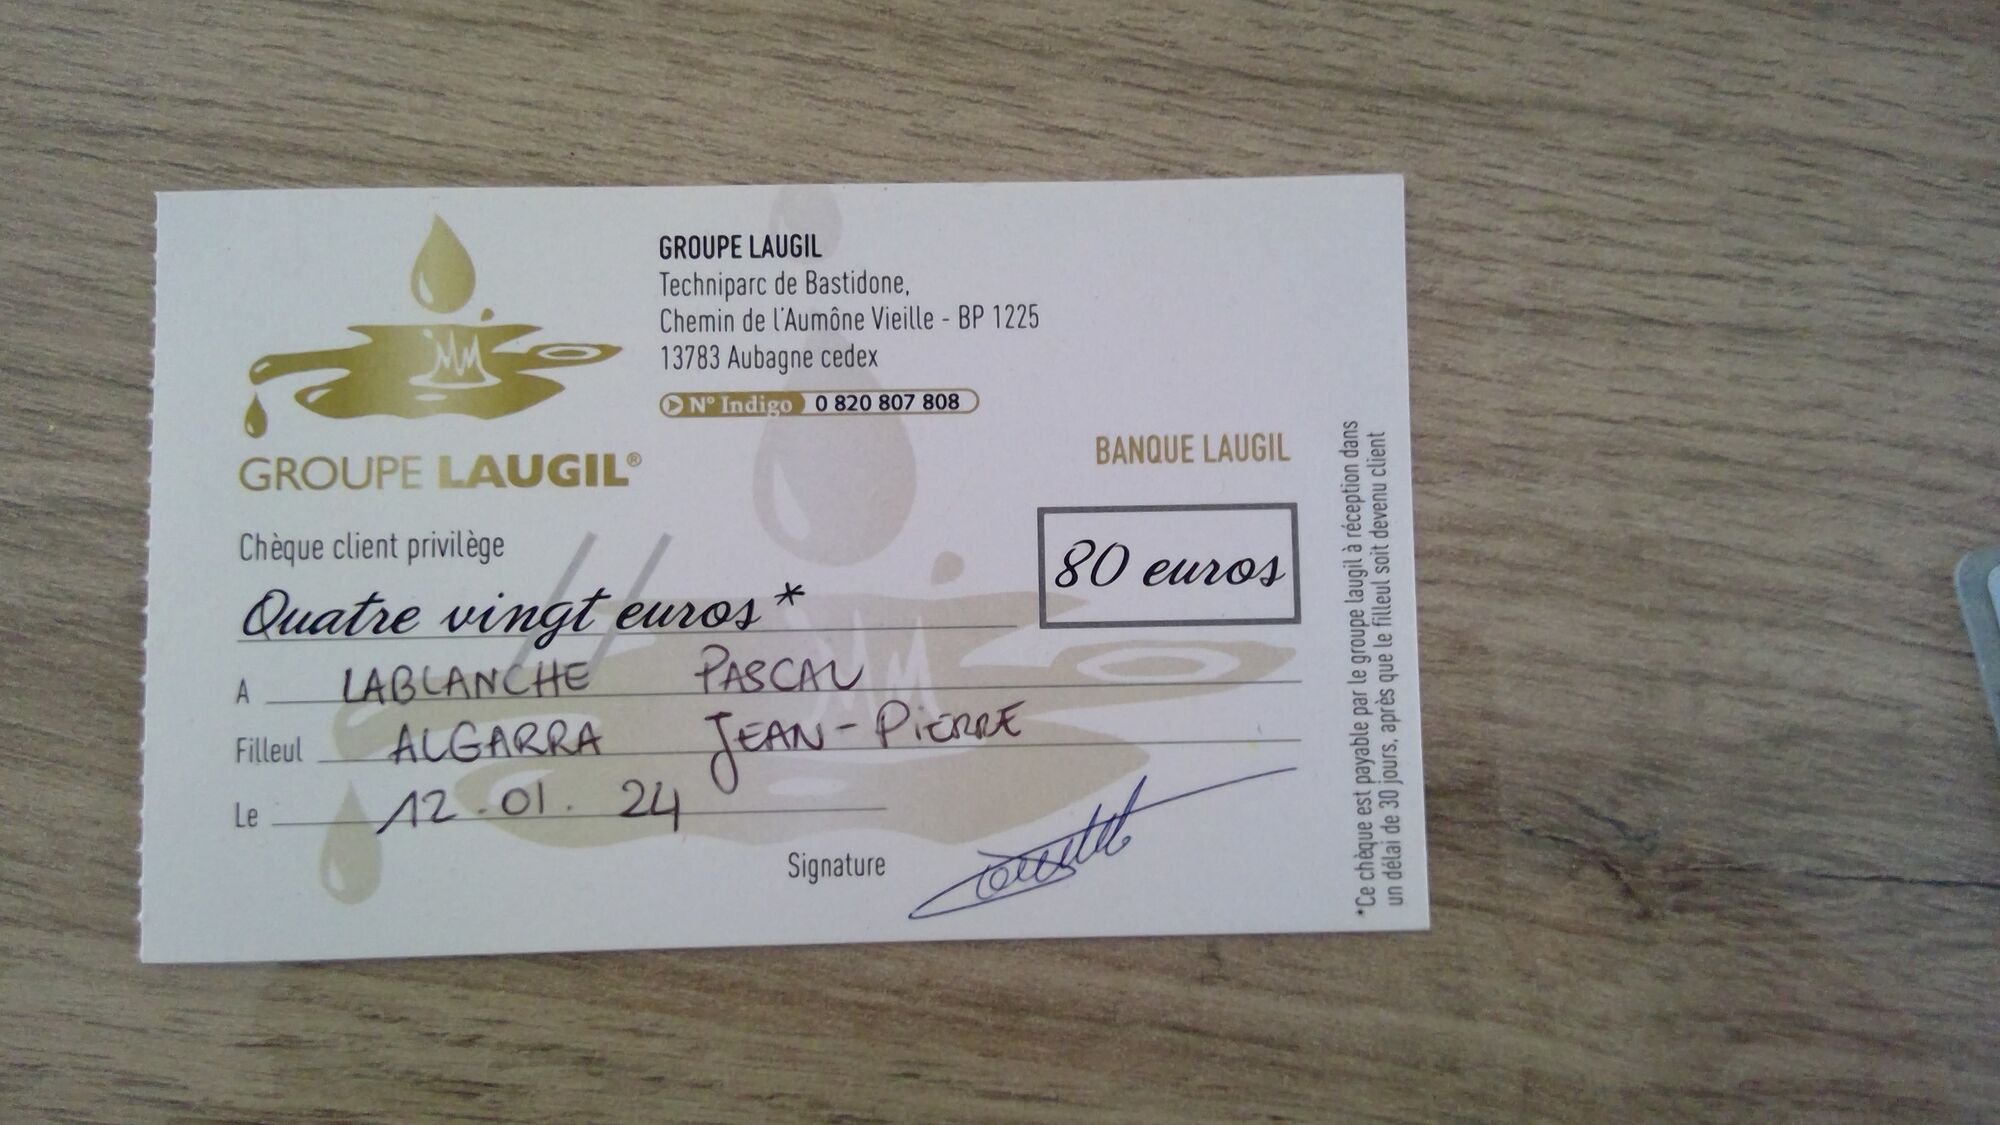 GROUPE LAUGIL
Techniparc de Bastidone,
Chemin de l'Aumône Vieille - BP 1225
13783 Aubagne cedex
N° Indigo 0 820 807 808
MM
GROUPE LAUGIL®
BANQUE LAUGIL
Chèque client privilège
80 euros
Quatre vingt euros*
A LABLANCHE PASCAL
Filleul ALGARRA JEAN-PIERRE
Le 12.01.24
Signature
*Ce chèque est payable par le groupe laugil à réception dans
un délai de 30 jours, après que le filleul soit devenu client